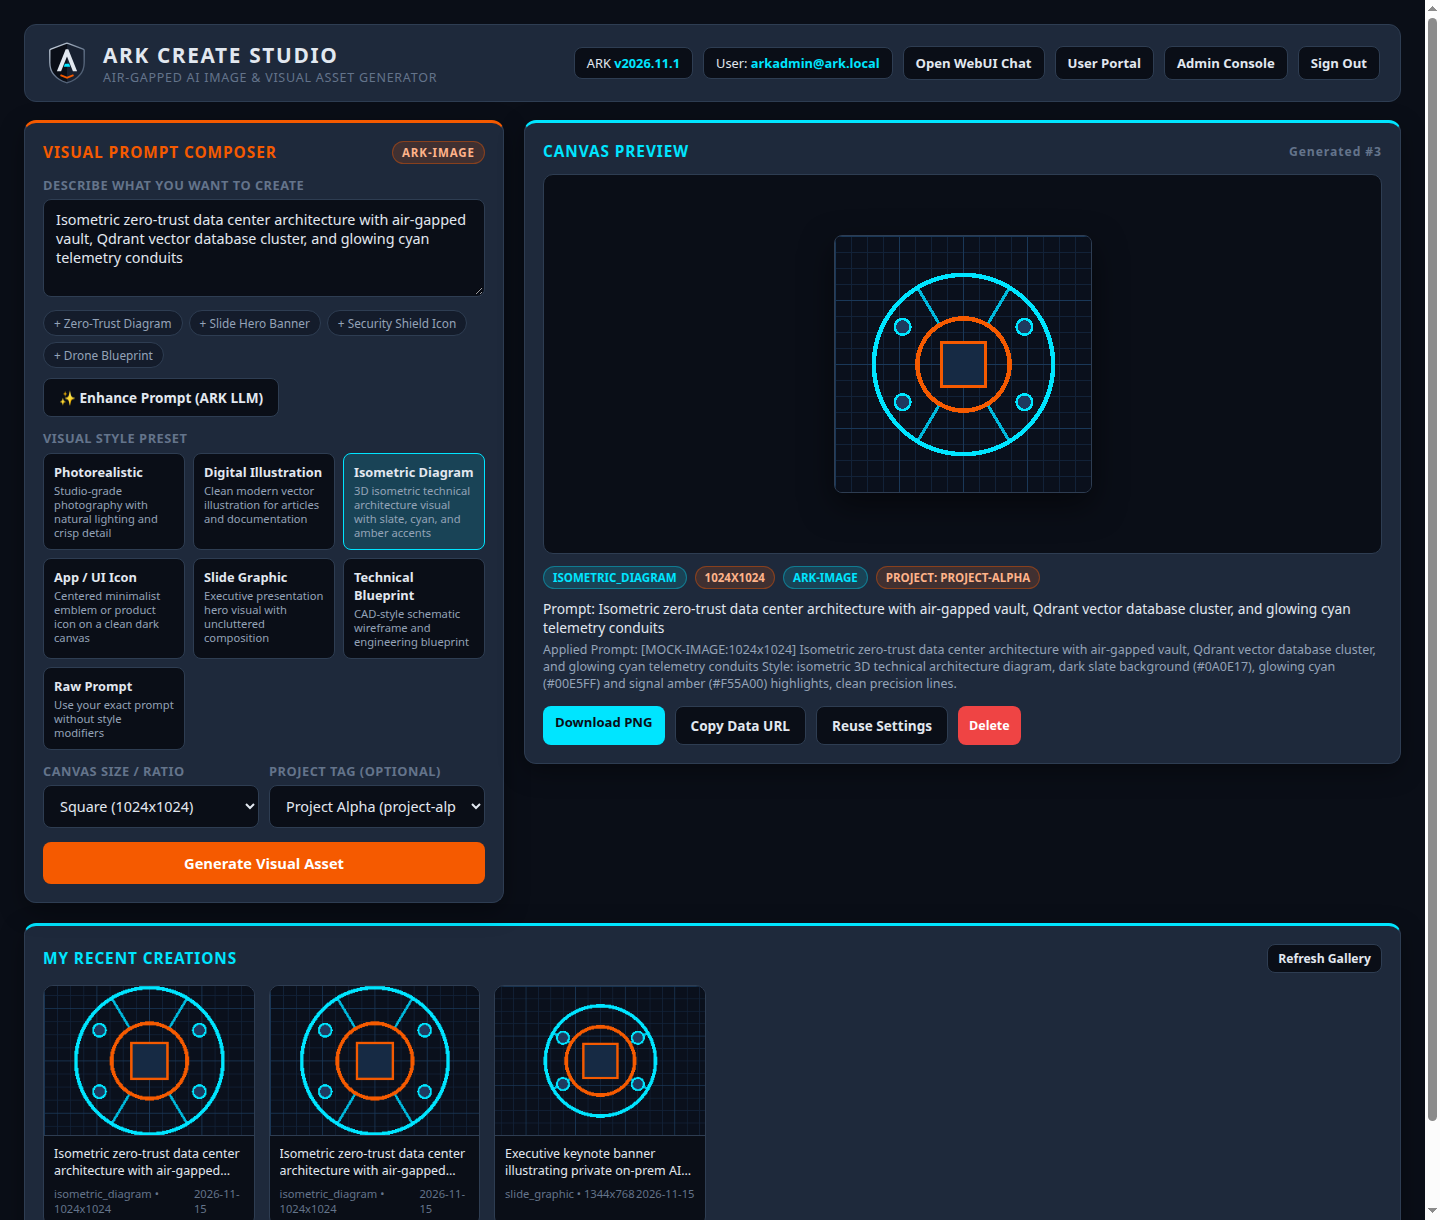 ARK CREATE STUDIO
AIR-GAPPED AI IMAGE & VISUAL ASSET GENERATOR
ARK v2026.11.1
User: arkadmin@ark.local
Open WebUI Chat
User Portal
Admin Console
Sign Out
VISUAL PROMPT COMPOSER
ARK-IMAGE
DESCRIBE WHAT YOU WANT TO CREATE
Isometric zero-trust data center architecture with air-gapped
vault, Qdrant vector database cluster, and glowing cyan
telemetry conduits
+ Zero-Trust Diagram
+ Slide Hero Banner
+ Security Shield Icon
+ Drone Blueprint
✨ Enhance Prompt (ARK LLM)
VISUAL STYLE PRESET
Photorealistic
Studio-grade
photography with
natural lighting and
crisp detail
Digital Illustration
Clean modern vector
illustration for articles
and documentation
Isometric Diagram
3D isometric technical
architecture visual
with slate, cyan, and
amber accents
App / UI Icon
Centered minimalist
emblem or product
icon on a clean dark
canvas
Slide Graphic
Executive presentation
hero visual with
uncluttered
composition
Technical
Blueprint
CAD-style schematic
wireframe and
engineering blueprint
Raw Prompt
Use your exact prompt
without style
modifiers
CANVAS SIZE / RATIO
Square (1024x1024)
PROJECT TAG (OPTIONAL)
Project Alpha (project-alp
Generate Visual Asset
CANVAS PREVIEW
Generated #3
ISOMETRIC_DIAGRAM
1024X1024
ARK-IMAGE
PROJECT: PROJECT-ALPHA
Prompt: Isometric zero-trust data center architecture with air-gapped vault, Qdrant vector database cluster, and glowing cyan
telemetry conduits
Applied Prompt: [MOCK-IMAGE:1024x1024] Isometric zero-trust data center architecture with air-gapped vault, Qdrant vector database cluster,
and glowing cyan telemetry conduits Style: isometric 3D technical architecture diagram, dark slate background (#0A0E17), glowing cyan
(#00E5FF) and signal amber (#F55A00) highlights, clean precision lines.
Download PNG
Copy Data URL
Reuse Settings
Delete
MY RECENT CREATIONS
Refresh Gallery
Isometric zero-trust data center
architecture with air-gapped...
isometric_diagram •
1024x1024
2026-11-
15
Isometric zero-trust data center
architecture with air-gapped...
isometric_diagram •
1024x1024
2026-11-
15
Executive keynote banner
illustrating private on-prem AI...
slide_graphic • 1344x768
2026-11-15